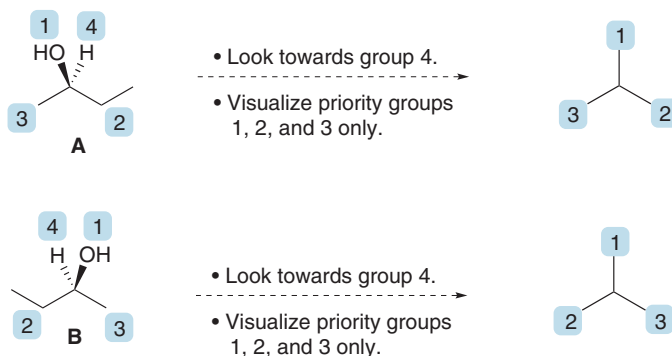 1 4
HO H
• Look towards group 4.
1
• Visualize priority groups
1, 2, and 3 only.
3 2
A
3 2
4 1
H OH
• Look towards group 4.
1
• Visualize priority groups
1, 2, and 3 only.
2 3
B
2 3